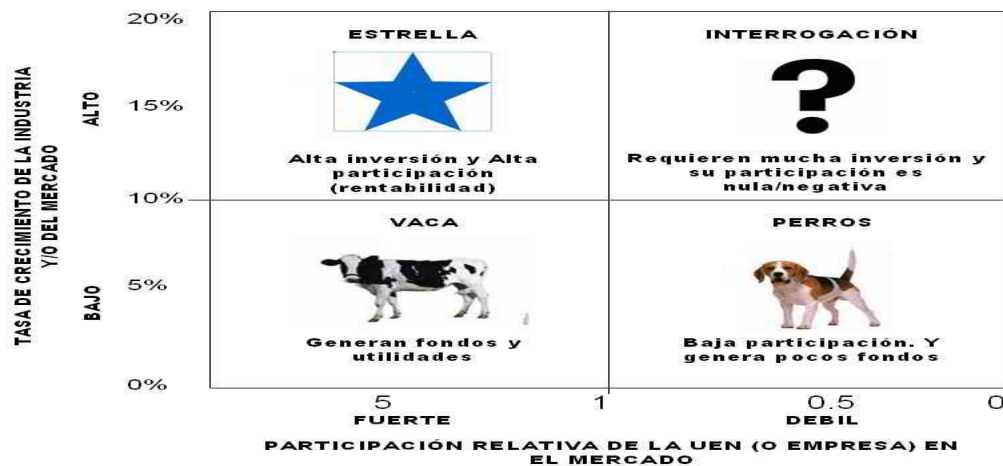 20%
ESTRELLA
INTERROGACIÓN
?
15%
Alta inversión y Alta
participación
(rentabilidad)
Requieren mucha inversión y
su participación es
nula/negativa
ALTO
TASA DE CRECIMIENTO DE LA INDUSTRIA
Y/O DEL MERCADO
10%
VACA
PERROS
5%
BAJO
Generan fondos y
utilidades
Baja participación. Y
genera pocos fondos
0%
5
1
0.5
0
FUERTE
DEBIL
PARTICIPACIÓN RELATIVA DE LA UEN (O EMPRESA) EN
EL MERCADO